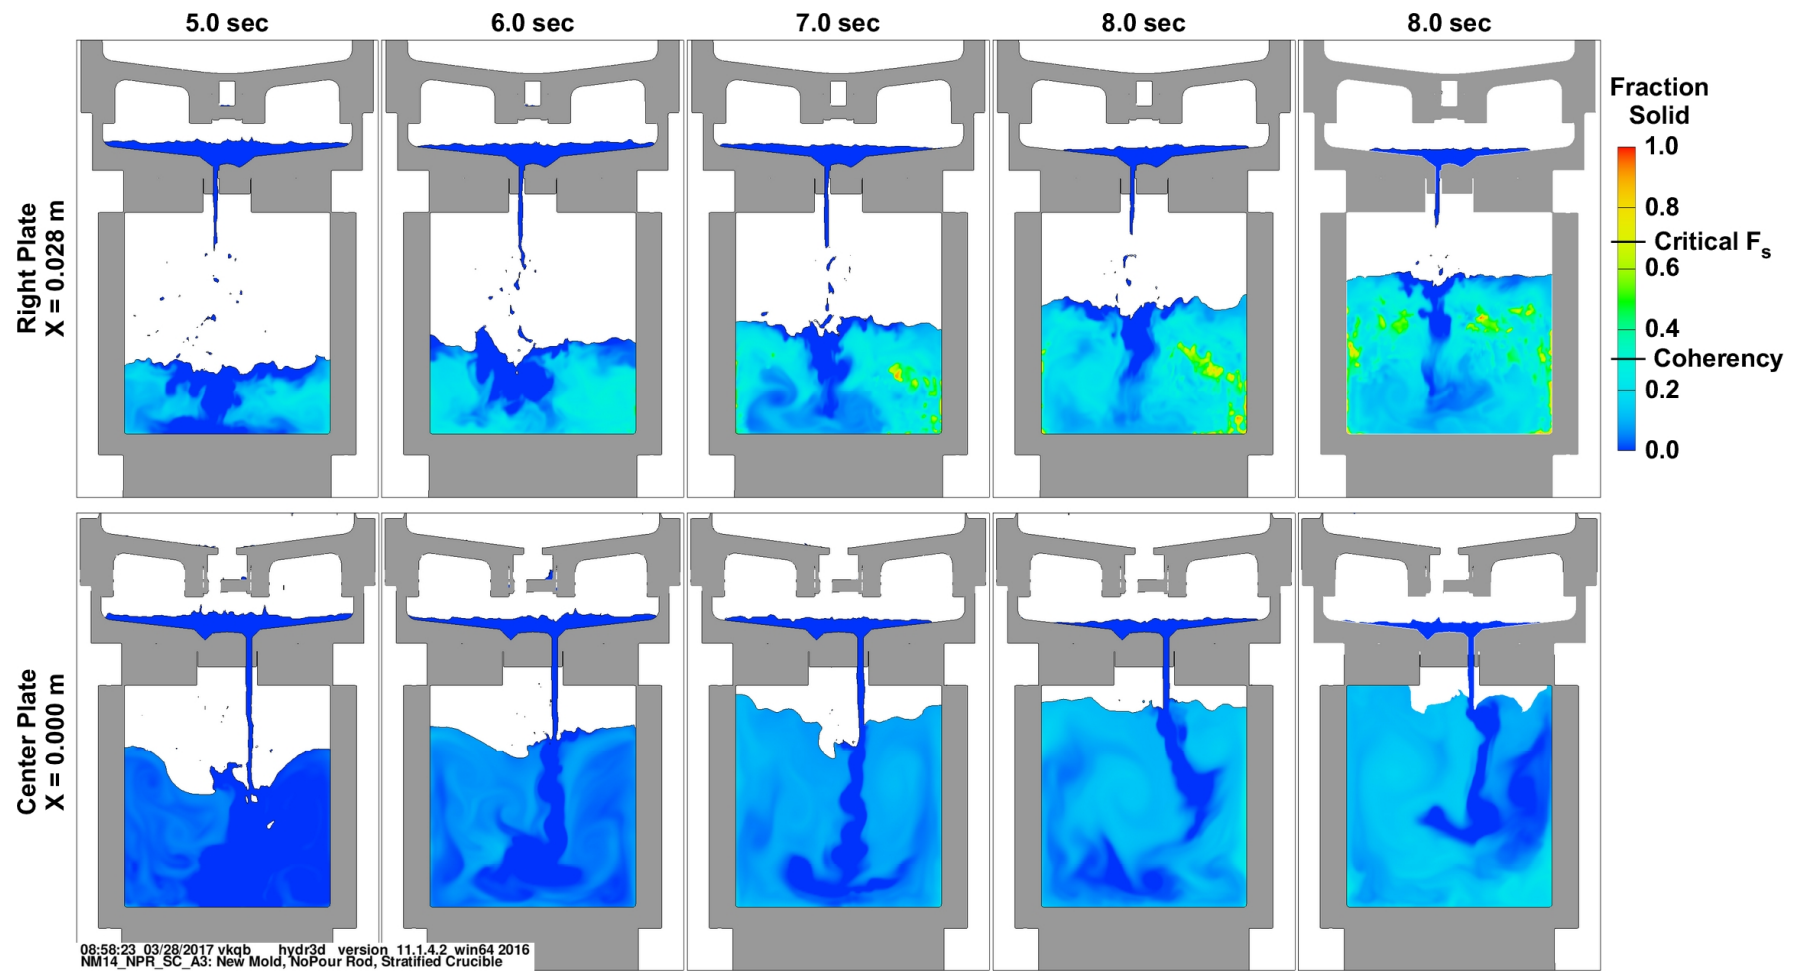 5.0 sec 6.0 sec 7.0 sec 8.0 sec 8.0 sec
Right Plate
X = 0.028 m
Fraction
Solid
1.0
0.8
Critical Fs
0.6
0.4
Coherency
0.2
0.0
Center Plate
X = 0.000 m
08:58:23 03/28/2017 vkqb hydr3d version 11.1.4.2_win64 2016
NM14_NPR_SC_A3: New Mold, NoPour Rod, Stratified Crucible